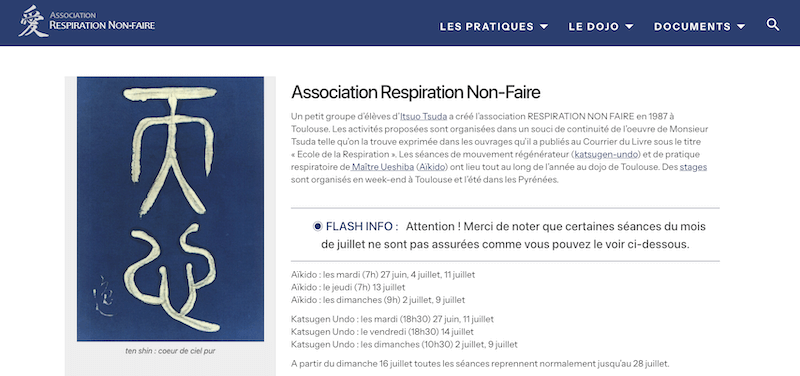 Association
RESPIRATION NON-FAIRE
LES PRATIQUES
LE DOJO
DOCUMENTS
Association Respiration Non-Faire
Un petit groupe d'élèves d'Itsuo Tsuda a créé l'association RESPIRATION NON FAIRE en 1987 à
Toulouse. Les activités proposées sont organisées dans un souci de continuité de l'oeuvre de Monsieur
Tsuda telle qu'on la trouve exprimée dans les ouvrages qu'il a publiés au Courrier du Livre sous le titre
« Ecole de la Respiration ». Les séances de mouvement régénérateur (katsugen-undo) et de pratique
respiratoire de Maître Ueshiba (Aïkido) ont lieu tout au long de l'année au dojo de Toulouse. Des stages
sont organisés en week-end à Toulouse et l'été dans les Pyrénées.
FLASH INFO : Attention ! Merci de noter que certaines séances du mois
de juillet ne sont pas assurées comme vous pouvez le voir ci-dessous.
Aïkido : les mardi (7h) 27 juin, 4 juillet, 11 juillet
Aïkido : le jeudi (7h) 13 juillet
Aïkido : les dimanches (9h) 2 juillet, 9 juillet
Katsugen Undo : les mardi (18h30) 27 juin, 11 juillet
Katsugen Undo : le vendredi (18h30) 14 juillet
Katsugen Undo : les dimanches (10h30) 2 juillet, 9 juillet
A partir du dimanche 16 juillet toutes les séances reprennent normalement jusqu'au 28 juillet.
天心
ten shin : coeur de ciel pur